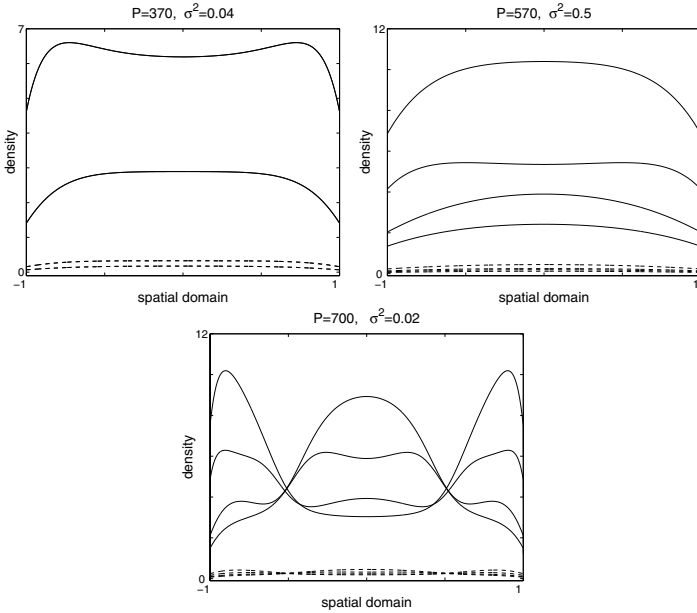 P=370, σ²=0.04
7
density
0
−1
1
spatial domain
P=570, σ²=0.5
12
density
0
−1
1
spatial domain
P=700, σ²=0.02
12
density
0
−1
1
spatial domain